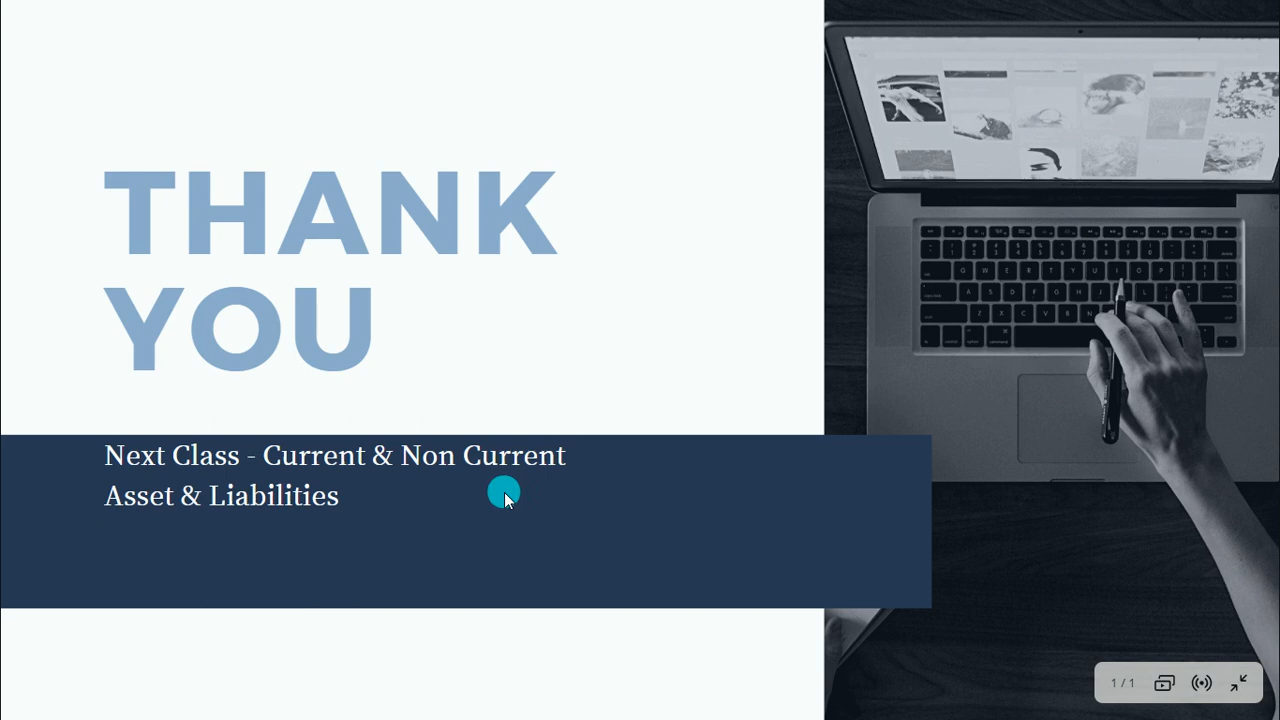 THANK
YOU
Next Class - Current & Non Current
Asset & Liabilities
1 / 1